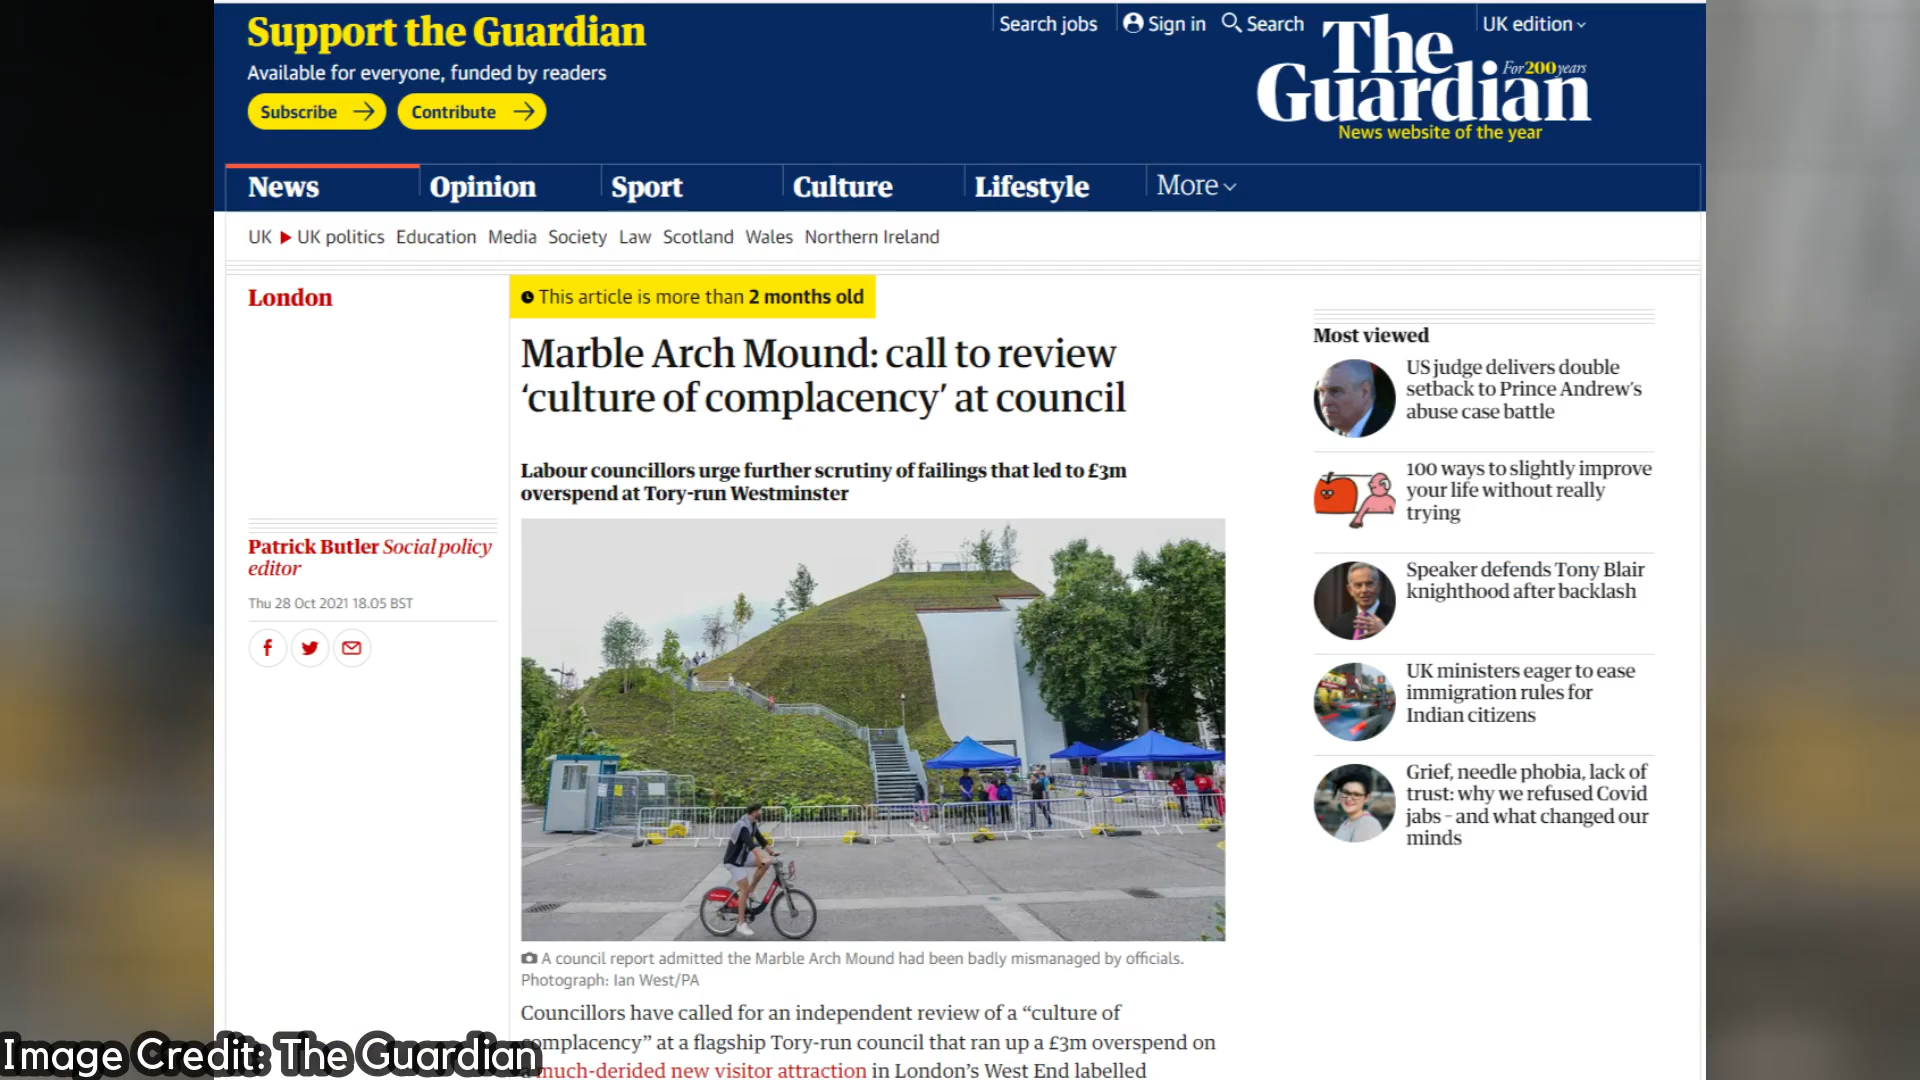 Support the Guardian
Available for everyone, funded by readers
Subscribe
Contribute
Search jobs
Sign in
Search
UK edition
The
Guardian
For 200 years
News website of the year
News
Opinion
Sport
Culture
Lifestyle
More
UK
UK politics
Education
Media
Society
Law
Scotland
Wales
Northern Ireland
London
This article is more than 2 months old
Marble Arch Mound: call to review
‘culture of complacency’ at council
Labour councillors urge further scrutiny of failings that led to £3m
overspend at Tory-run Westminster
Patrick Butler Social policy
editor
Thu 28 Oct 2021 18.05 BST
A council report admitted the Marble Arch Mound had been badly mismanaged by officials.
Photograph: Ian West/PA
Councillors have called for an independent review of a “culture of
complacency” at a flagship Tory-run council that ran up a £3m overspend on
a much-derided new visitor attraction in London’s West End labelled
Most viewed
US judge delivers double
setback to Prince Andrew’s
abuse case battle
100 ways to slightly improve
your life without really
trying
Speaker defends Tony Blair
knighthood after backlash
UK ministers eager to ease
immigration rules for
Indian citizens
Grief, needle phobia, lack of
trust: why we refused Covid
jabs – and what changed our
minds
Image Credit: The Guardian